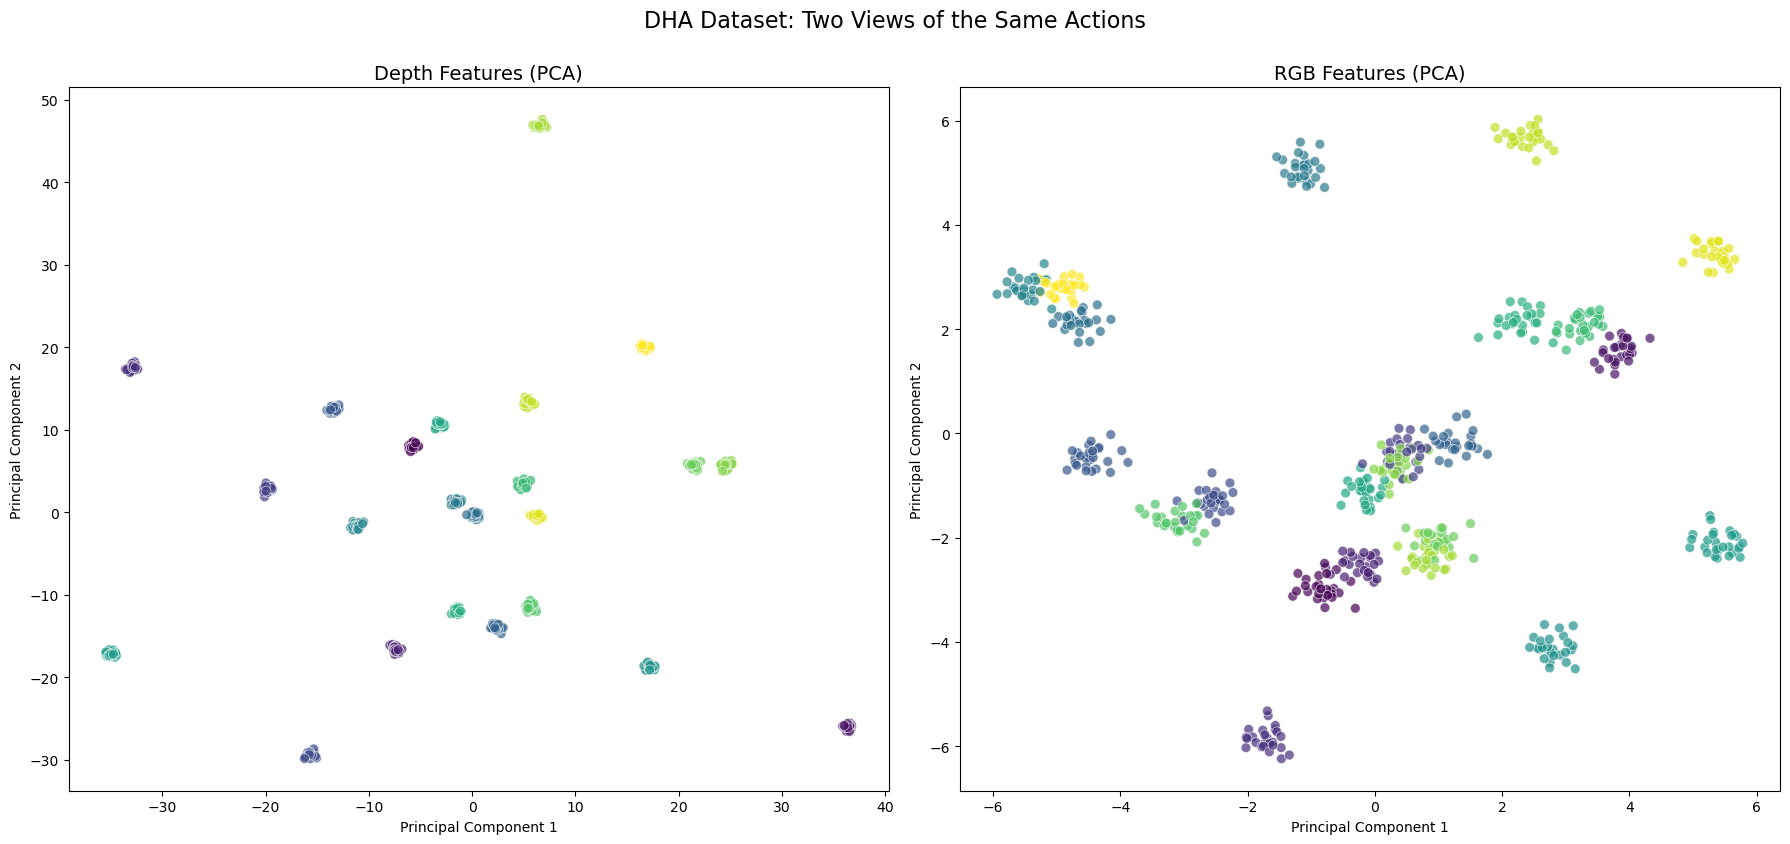 DHA Dataset: Two Views of the Same Actions
Depth Features (PCA)
50
40
30
20
10
0
−10
−20
−30
Principal Component 2
−30 −20 −10 0 10 20 30 40
Principal Component 1
RGB Features (PCA)
6
4
2
0
−2
−4
−6
Principal Component 2
−6 −4 −2 0 2 4 6
Principal Component 1